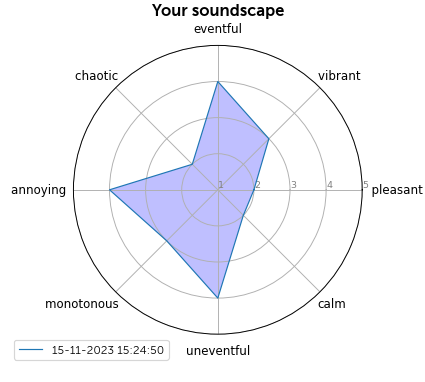 Your soundscape
eventful
chaotic
vibrant
annoying
1 2 3 4 5
pleasant
monotonous
calm
15-11-2023 15:24:50
uneventful